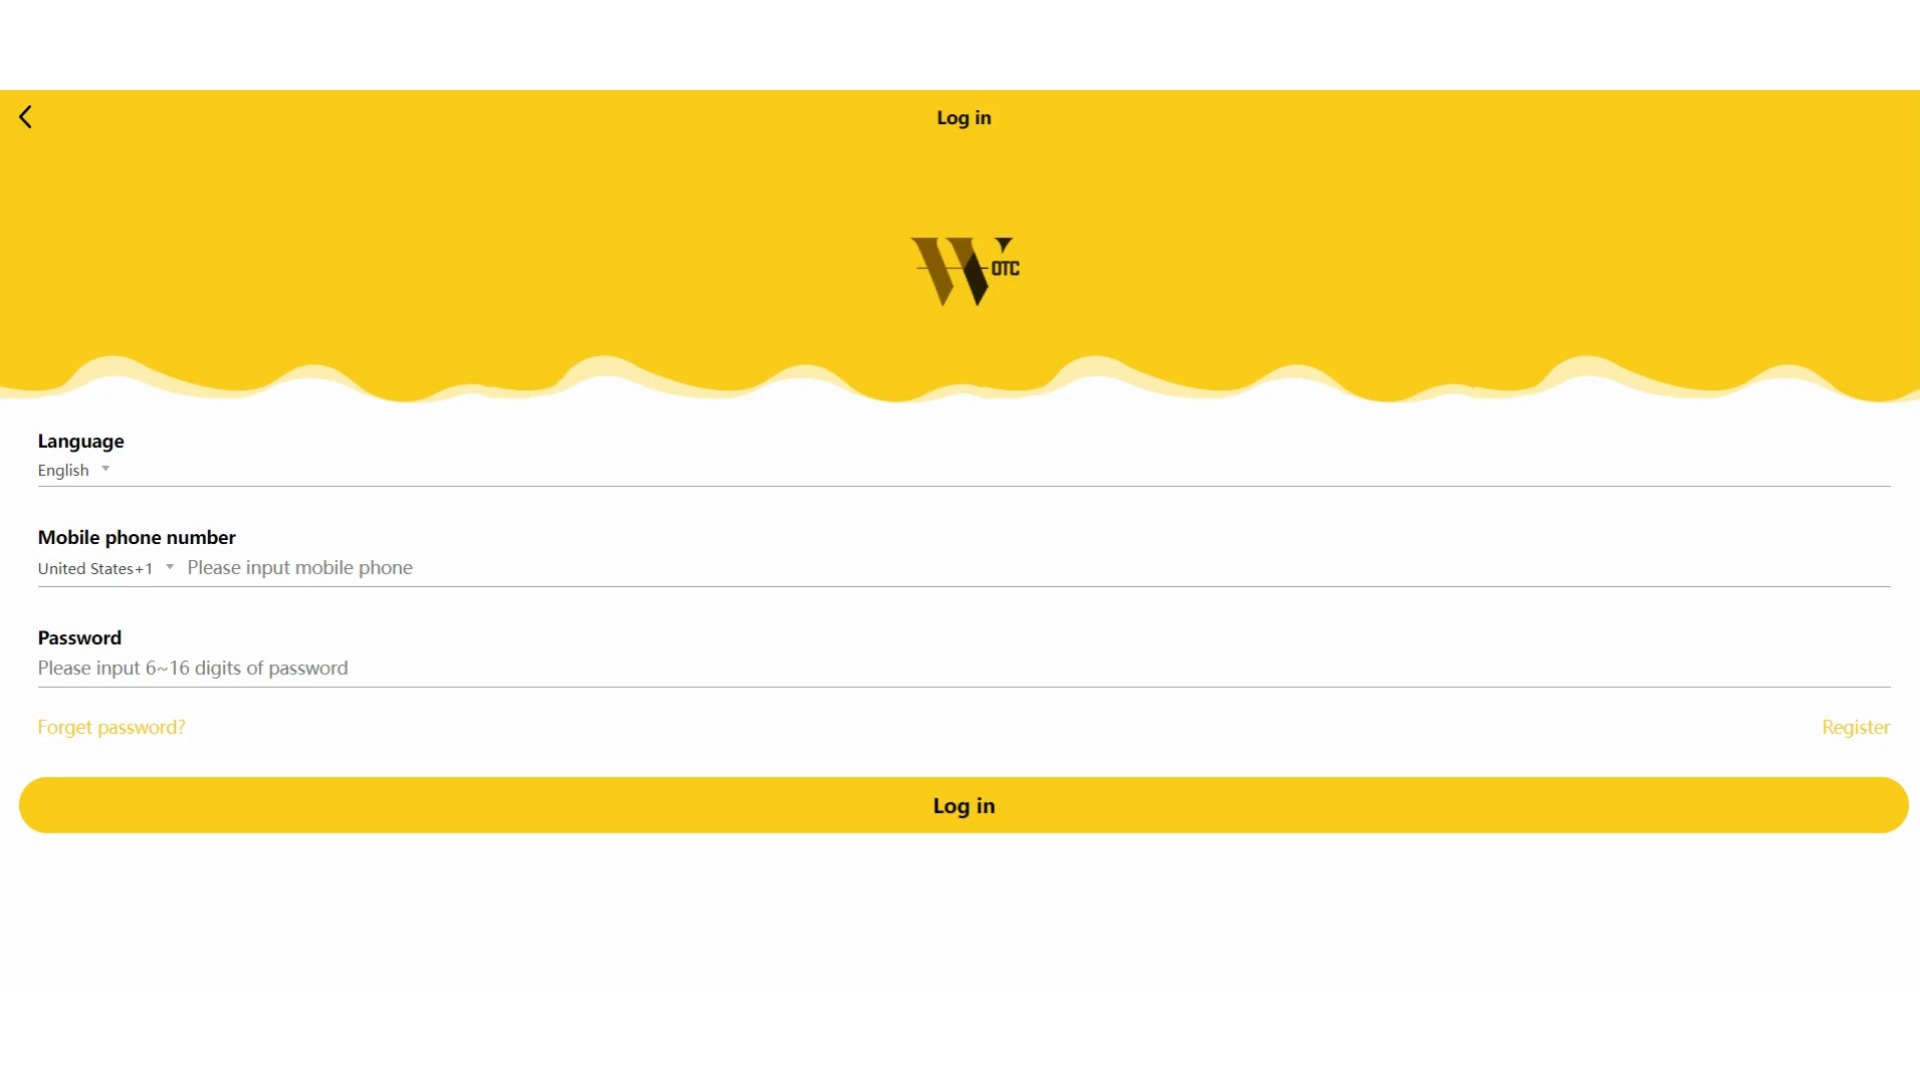 Log in
OTC
Language
English
Mobile phone number
United States+1 Please input mobile phone
Password
Please input 6~16 digits of password
Forget password? Register
Log in